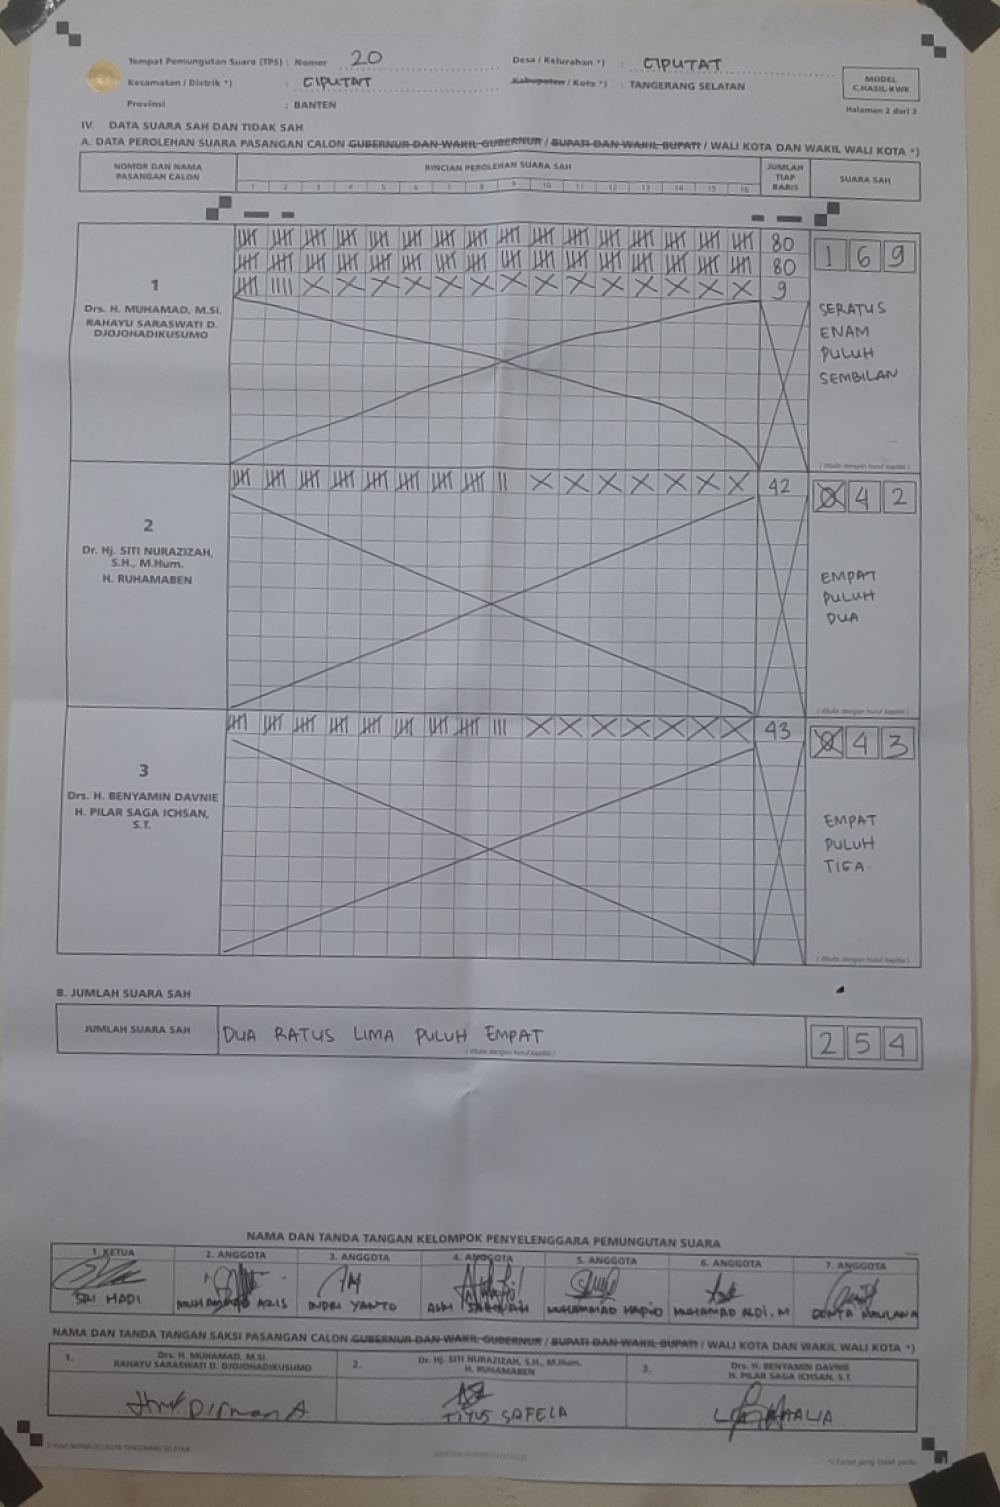 Tempat Pemungutan Suara (TPS) : Nomor 20 Desa / Kelurahan *) : CIPUTAT
Kecamatan / Distrik *) : CIPUTAT Kabupaten / Kota *) : TANGERANG SELATAN
Provinsi : BANTEN
MODEL
C.HASIL-KWK
Halaman 2 dari 3
IV. DATA SUARA SAH DAN TIDAK SAH
A. DATA PEROLEHAN SUARA PASANGAN CALON GUBERNUR DAN WAKIL GUBERNUR / BUPATI DAN WAKIL BUPATI / WALI KOTA DAN WAKIL WALI KOTA *)
NOMOR DAN NAMA
PASANGAN CALON
RINCIAN PEROLEHAN SUARA SAH
1 2 3 4 5 6 7 8 9 10 11 12 13 14 15 16
JUMLAH
TIAP
BARIS
SUARA SAH
1
Drs. H. MUHAMAD, M.Si.
RAHAYU SARASWATI D.
DJOJOHADIKUSUMO
80
80
9
1 6 9
SERATUS
ENAM
PULUH
SEMBILAN
( ditulis dengan huruf kapital )
2
Dr. Hj. SITI NURAZIZAH,
S.H., M.Hum.
H. RUHAMABEN
42
0 4 2
EMPAT
PULUH
DUA
( ditulis dengan huruf kapital )
3
Drs. H. BENYAMIN DAVNIE
H. PILAR SAGA ICHSAN,
S.T.
43
0 4 3
EMPAT
PULUH
TIGA
( ditulis dengan huruf kapital )
B. JUMLAH SUARA SAH
JUMLAH SUARA SAH
DUA RATUS LIMA PULUH EMPAT
( ditulis dengan huruf kapital )
2 5 4
NAMA DAN TANDA TANGAN KELOMPOK PENYELENGGARA PEMUNGUTAN SUARA
1. KETUA 2. ANGGOTA 3. ANGGOTA 4. ANGGOTA 5. ANGGOTA 6. ANGGOTA 7. ANGGOTA
SRI HADI MUHAMMAD AZIS INDRI YANTO MUHAMMAD MUHAMAD ALDI. M MAULANA
NAMA DAN TANDA TANGAN SAKSI PASANGAN CALON GUBERNUR DAN WAKIL GUBERNUR / BUPATI DAN WAKIL BUPATI / WALI KOTA DAN WAKIL WALI KOTA *)
1. Drs. H. MUHAMAD, M.Si.
RAHAYU SARASWATI D. DJOJOHADIKUSUMO
2. Dr. Hj. SITI NURAZIZAH, S.H., M.Hum.
H. RUHAMABEN
3. Drs. H. BENYAMIN DAVNIE
H. PILAR SAGA ICHSAN, S.T.
TIYUS SAFELA
*) Coret yang tidak perlu